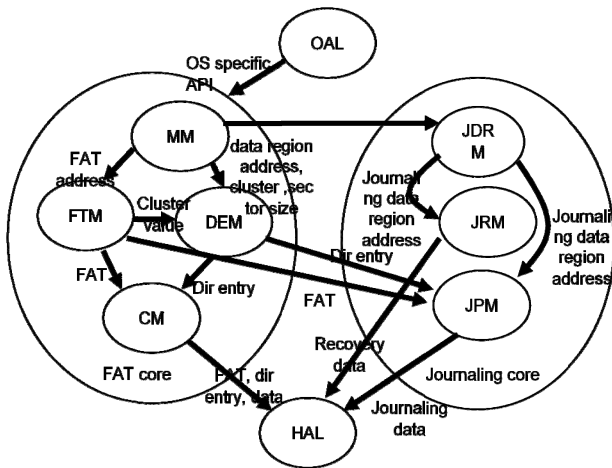 OAL
OS specific
API
MM
JDR
M
FAT
address
data region
address,
cluster ,sec
tor size
Journali
ng data
region
address
Cluster
value
FTM
DEM
JRM
Journali
ng data
region
address
Dir entry
FAT
Dir entry
FAT
JPM
CM
Recovery
data
FAT core
FAT, dir
entry, data
Journaling core
Journaling
data
HAL